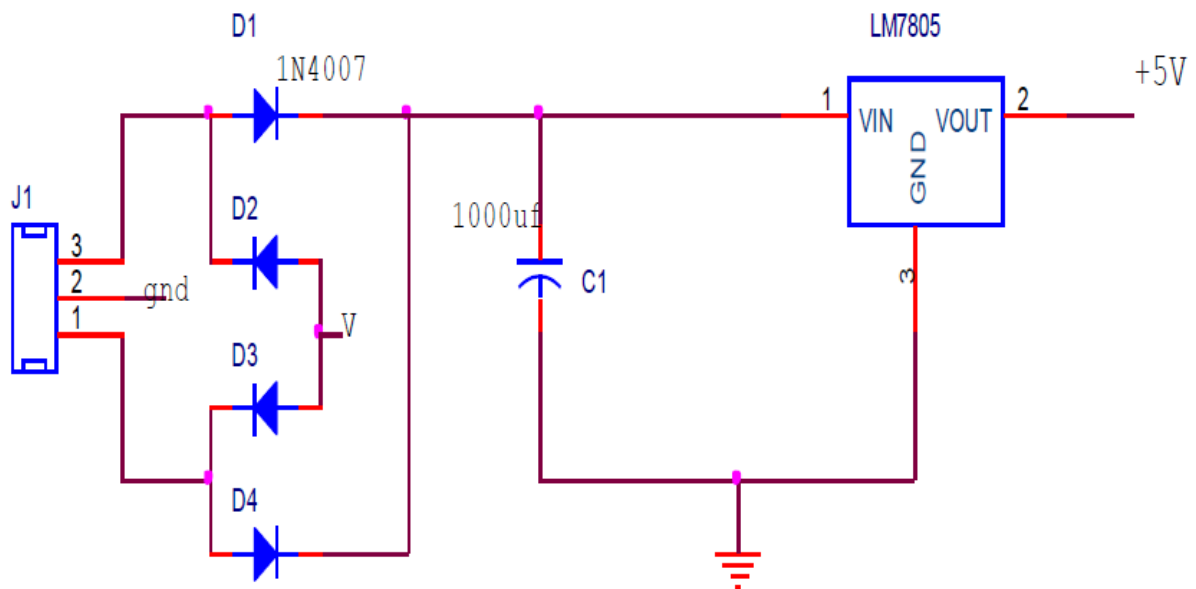 D1
1N4007
LM7805
+5V
1
VIN
VOUT
2
GND
3
J1
3
2
gnd
1
D2
V
D3
D4
1000uf
C1